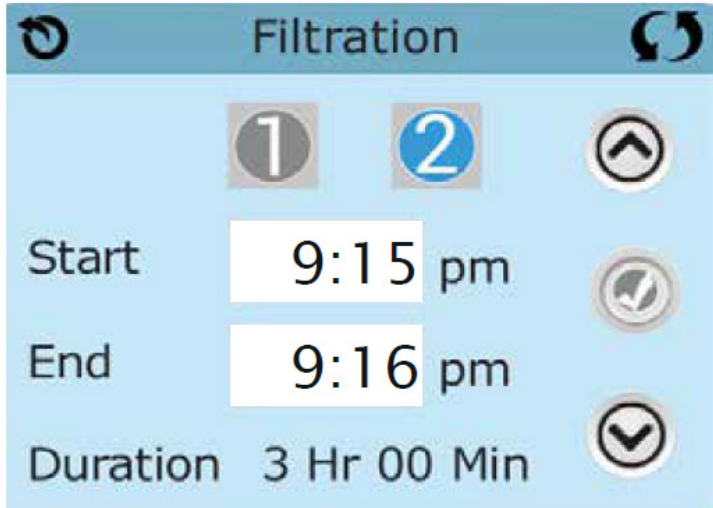 Filtration
1 2
Start 9:15 pm
End 9:16 pm
Duration 3 Hr 00 Min